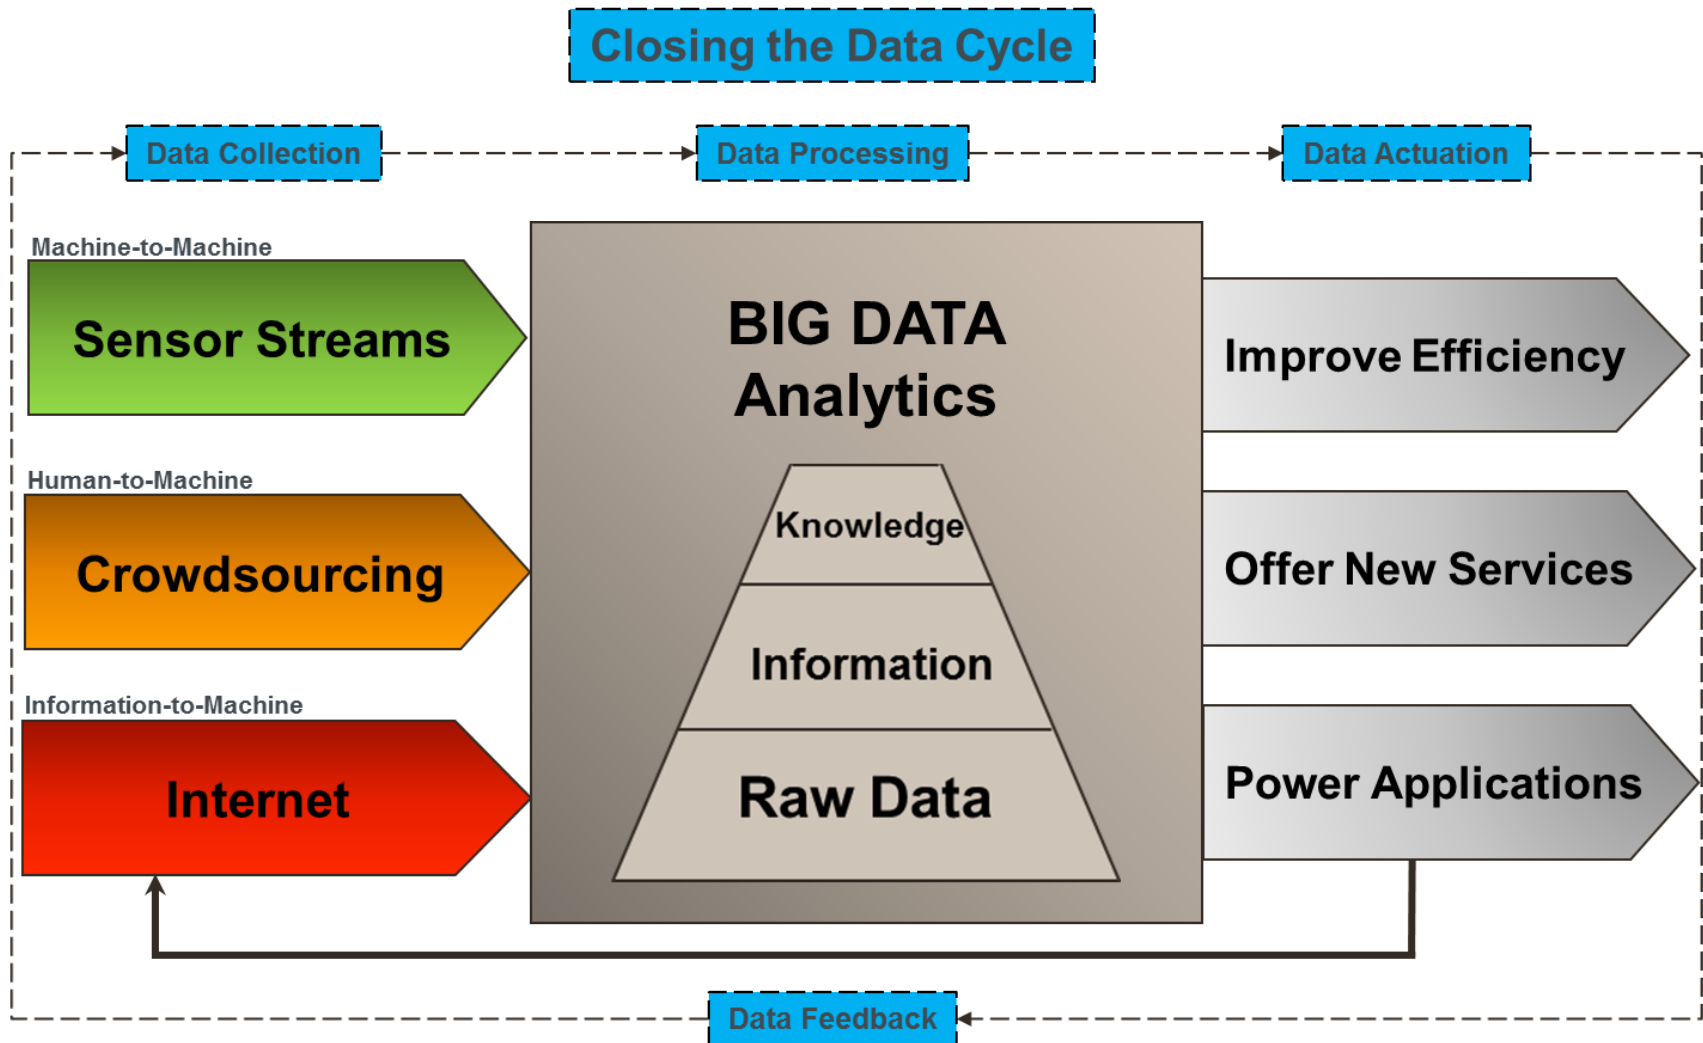 Closing the Data Cycle
Data Collection
Data Processing
Data Actuation
Machine-to-Machine
Sensor Streams
Human-to-Machine
Crowdsourcing
Information-to-Machine
Internet
BIG DATA
Analytics
Knowledge
Information
Raw Data
Improve Efficiency
Offer New Services
Power Applications
Data Feedback